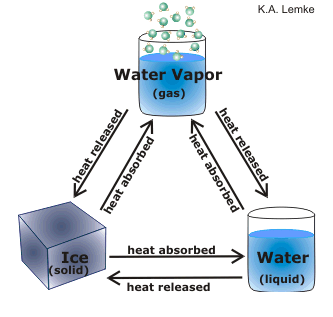 K.A. Lemke
Water Vapor
(gas)
heat released
heat absorbed
heat absorbed
heat released
Ice
(solid)
heat absorbed
heat released
Water
(liquid)